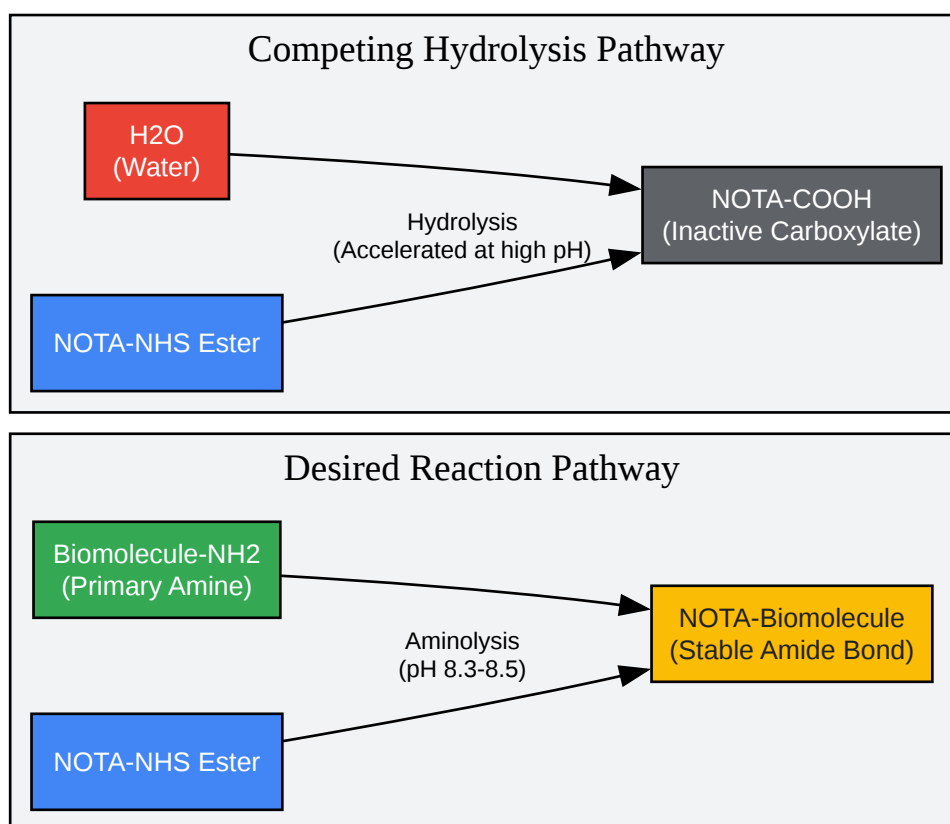 Competing Hydrolysis Pathway
H2O
(Water)
NOTA-COOH
(Inactive Carboxylate)
Hydrolysis
(Accelerated at high pH)
NOTA-NHS Ester
Desired Reaction Pathway
Biomolecule-NH2
(Primary Amine)
NOTA-Biomolecule
(Stable Amide Bond)
Aminolysis
(pH 8.3-8.5)
NOTA-NHS Ester